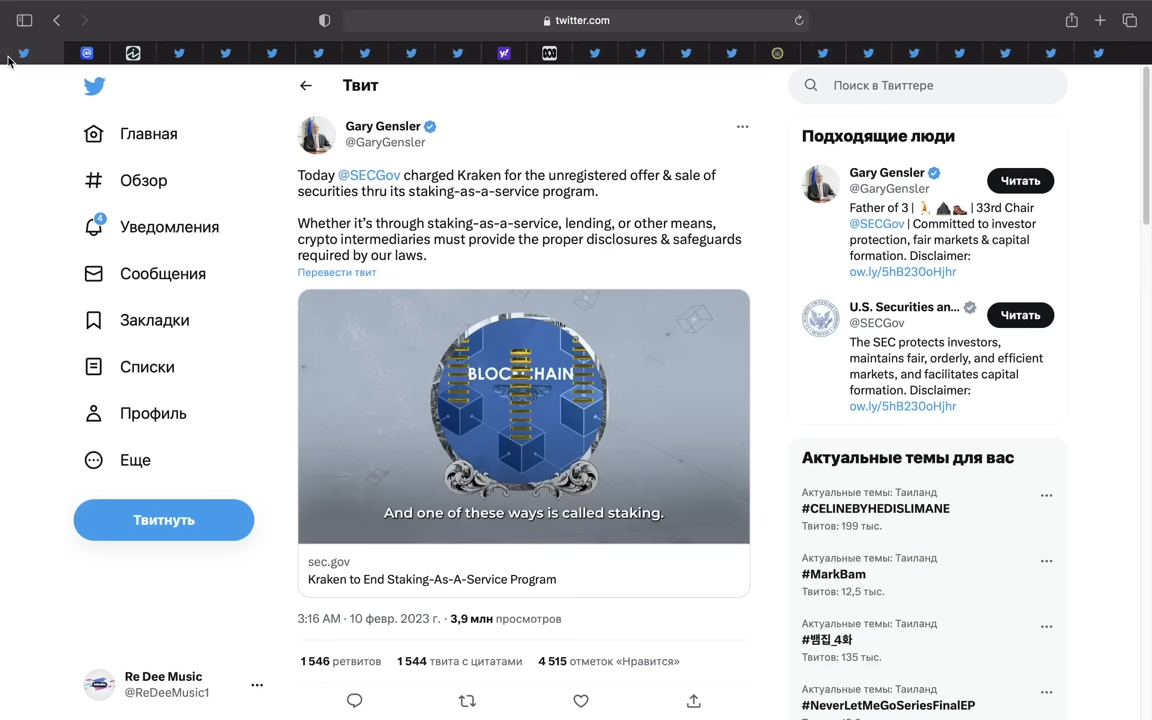 twitter.com
Главная
Обзор
4
Уведомления
Сообщения
Закладки
Списки
Профиль
Еще
Твитнуть
Re Dee Music
@ReDeeMusic1
Твит
Gary Gensler
@GaryGensler
Today @SECGov charged Kraken for the unregistered offer & sale of
securities thru its staking-as-a-service program.
Whether it’s through staking-as-a-service, lending, or other means,
crypto intermediaries must provide the proper disclosures & safeguards
required by our laws.
Перевести твит
BLOCKCHAIN
And one of these ways is called staking.
sec.gov
Kraken to End Staking-As-A-Service Program
3:16 AM · 10 февр. 2023 г. · 3,9 млн просмотров
1 546 ретвитов 1 544 твита с цитатами 4 515 отметок «Нравится»
Поиск в Твиттере
Подходящие люди
Gary Gensler
@GaryGensler
Читать
Father of 3 | | 33rd Chair
@SECGov | Committed to investor
protection, fair markets & capital
formation. Disclaimer:
ow.ly/5hB230oHjhr
U.S. Securities an...
@SECGov
Читать
The SEC protects investors,
maintains fair, orderly, and efficient
markets, and facilitates capital
formation. Disclaimer:
ow.ly/5hB230oHjhr
Актуальные темы для вас
Актуальные темы: Таиланд
#CELINEBYHEDISLIMANE
Твитов: 199 тыс.
Актуальные темы: Таиланд
#MarkBam
Твитов: 12,5 тыс.
Актуальные темы: Таиланд
#뱀집_4화
Твитов: 135 тыс.
Актуальные темы: Таиланд
#NeverLetMeGoSeriesFinalEP